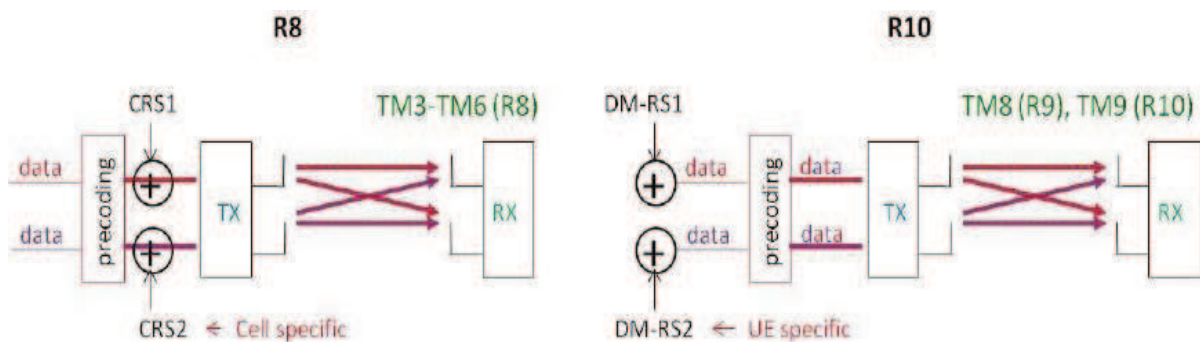 R8
CRS1
TM3-TM6 (R8)
data
data
precoding
TX
RX
CRS2 ← Cell specific
R10
DM-RS1
TM8 (R9), TM9 (R10)
data
data
precoding
data
data
TX
RX
DM-RS2 ← UE specific